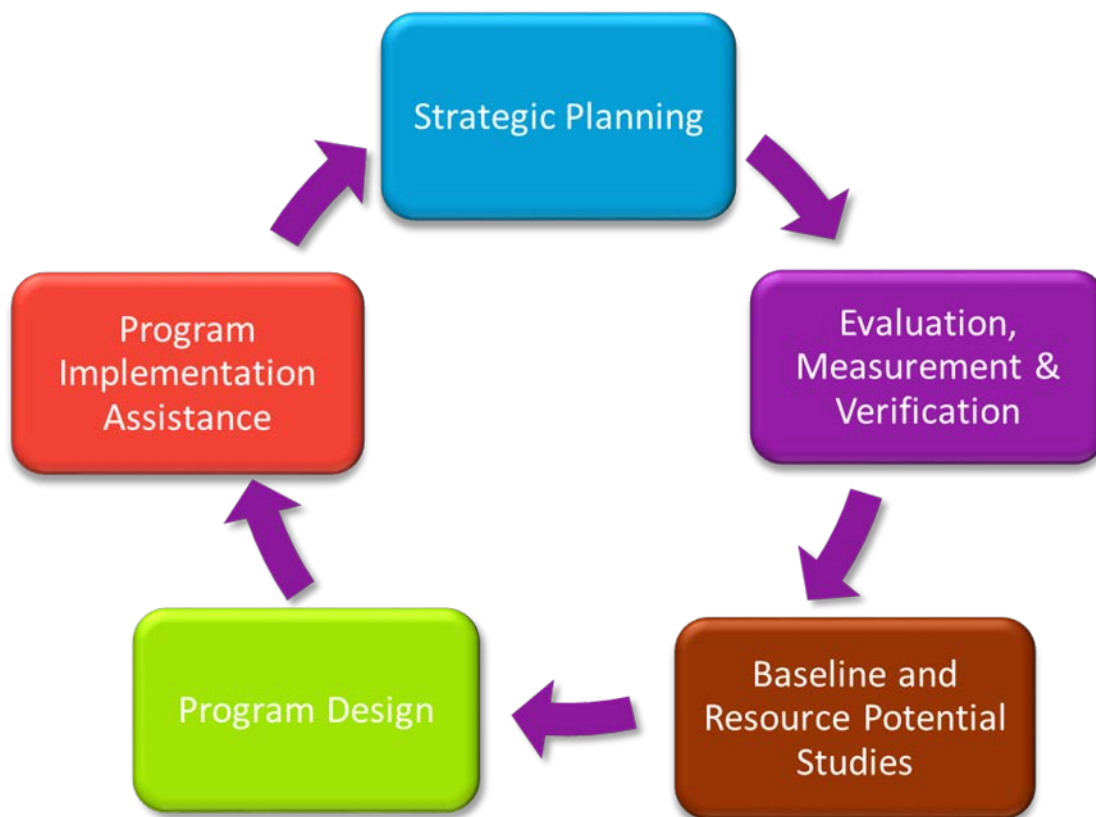 Strategic Planning
Evaluation,
Measurement &
Verification
Baseline and
Resource Potential
Studies
Program Design
Program
Implementation
Assistance